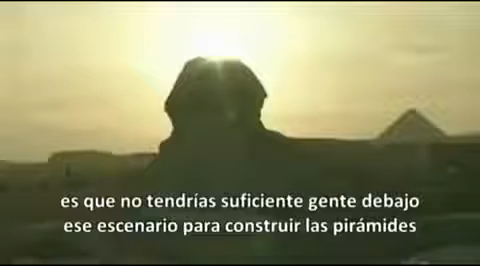 es que no tendrías suficiente gente debajo
ese escenario para construir las pirámides